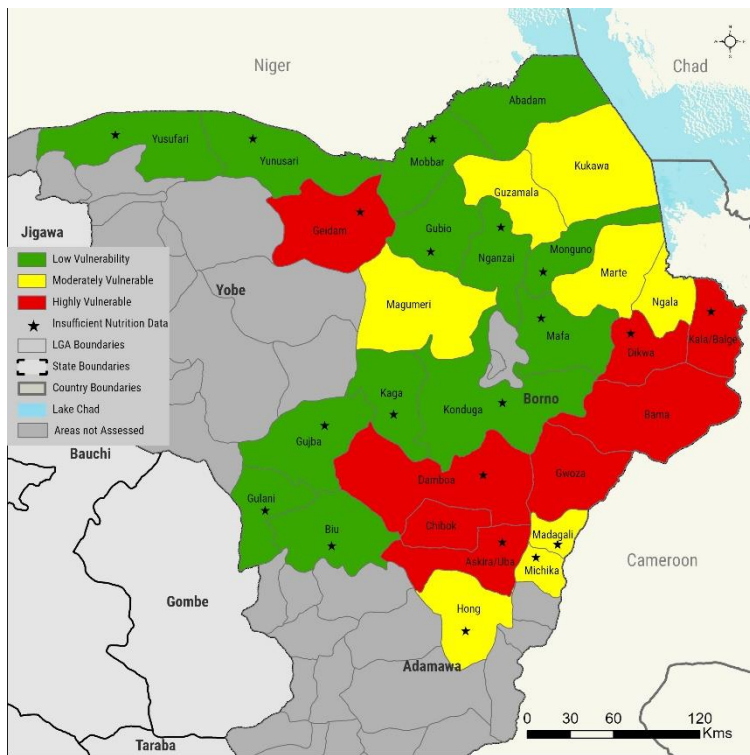 N
Niger
Chad
Abadam
Yusufari
Yunusari
Mobbar
Kukawa
Guzamala
Geidam
Gubio
Jigawa
Nganzai
Monguno
Low Vulnerability
Moderately Vulnerable
Highly Vulnerable
Insufficient Nutrition Data
LGA Boundaries
State Boundaries
Country Boundaries
Lake Chad
Areas not Assessed
Yobe
Marte
Magumeri
Ngala
Mafa
Dikwa
Kala/Balge
Kaga
Konduga
Borno
Bama
Gujba
Bauchi
Dambua
Gwoza
Gulani
Chibok
Biu
Madagali
Askira/Uba
Michika
Cameroon
Gombe
Hong
Adamawa
Taraba
0 30 60 120
Kms